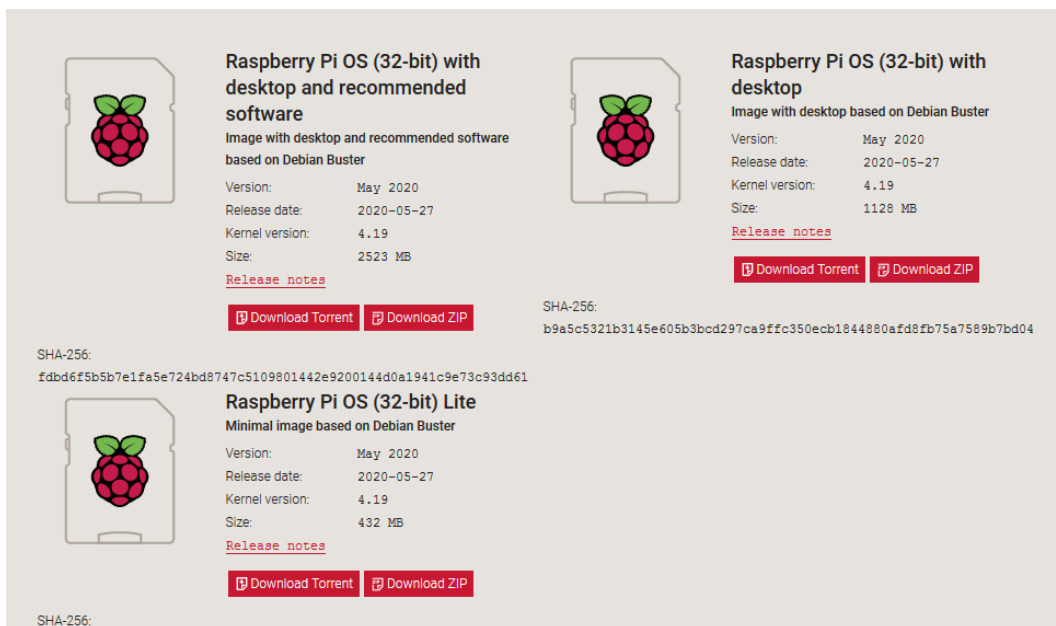 Raspberry Pi OS (32-bit) with
desktop and recommended
software
Image with desktop and recommended software
based on Debian Buster
Version: May 2020
Release date: 2020-05-27
Kernel version: 4.19
Size: 2523 MB
Release notes
Download Torrent Download ZIP
SHA-256:
fdbd6f5b5b7e1fa5e724bd8747c5109801442e9200144d0a1941c9e73c93dd61
Raspberry Pi OS (32-bit) with
desktop
Image with desktop based on Debian Buster
Version: May 2020
Release date: 2020-05-27
Kernel version: 4.19
Size: 1128 MB
Release notes
Download Torrent Download ZIP
SHA-256:
b9a5c5321b3145e605b3bcd297ca9ffc350ecb1844880afd8fb75a7589b7bd04
Raspberry Pi OS (32-bit) Lite
Minimal image based on Debian Buster
Version: May 2020
Release date: 2020-05-27
Kernel version: 4.19
Size: 432 MB
Release notes
Download Torrent Download ZIP
SHA-256: